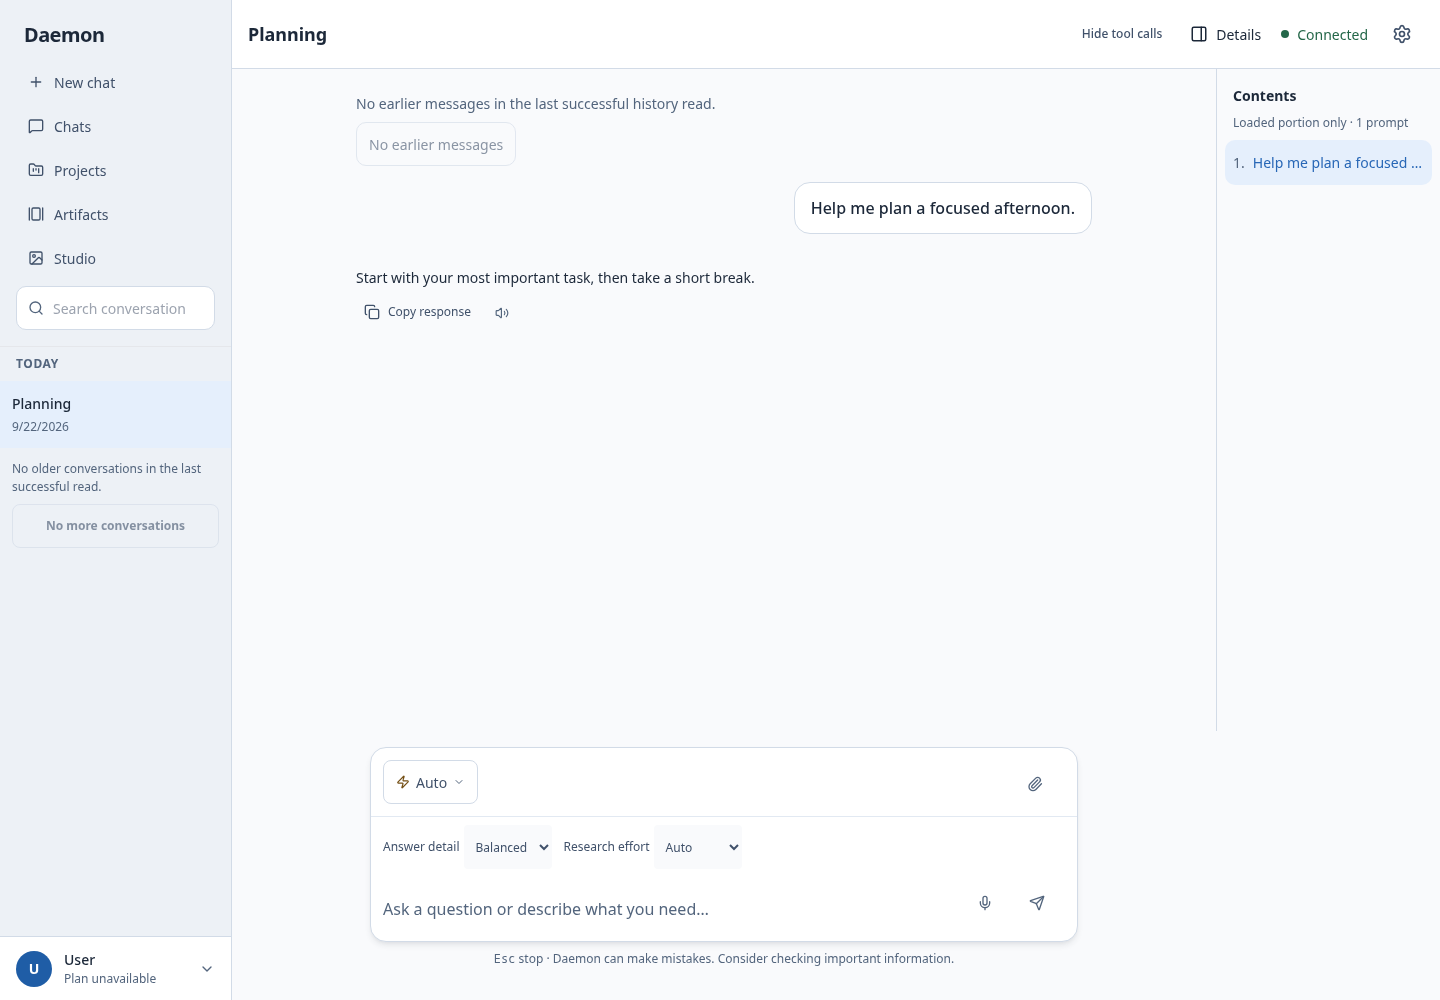 Daemon
New chat
Chats
Projects
Artifacts
Studio
Search conversation
TODAY
Planning
9/22/2026
No older conversations in the last
successful read.
No more conversations
U
User
Plan unavailable
Planning
Hide tool calls
Details
Connected
No earlier messages in the last successful history read.
No earlier messages
Help me plan a focused afternoon.
Start with your most important task, then take a short break.
Copy response
Contents
Loaded portion only · 1 prompt
1. Help me plan a focused ...
Auto
Answer detail Balanced Research effort Auto
Ask a question or describe what you need...
Esc stop · Daemon can make mistakes. Consider checking important information.